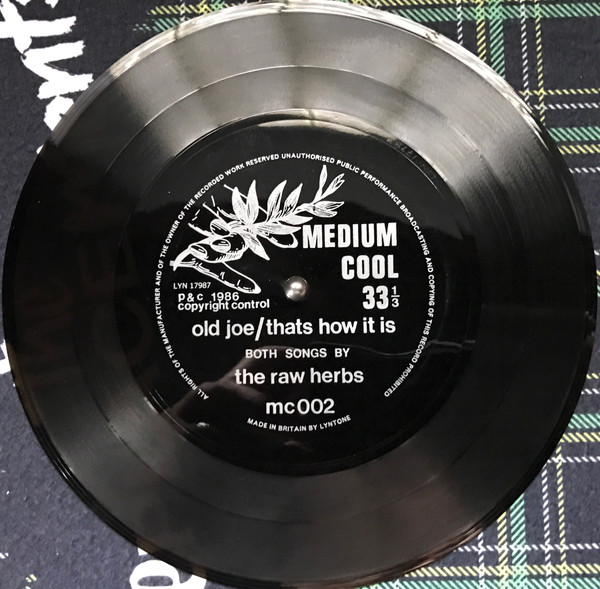 ALL RIGHTS OF THE MANUFACTURER AND OF THE OWNER OF THE RECORDED WORK RESERVED UNAUTHORISED PUBLIC PERFORMANCE BROADCASTING AND COPYING OF THIS RECORD PROHIBITED
MEDIUM
COOL
LYN 17987
33 1/3
p & c 1986
copyright control
old joe/thats how it is
BOTH SONGS BY
the raw herbs
mc002
MADE IN BRITAIN BY LYNTONE